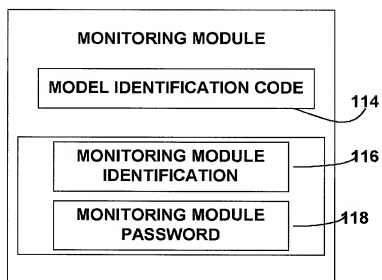 MONITORING MODULE
MODEL IDENTIFICATION CODE
114
MONITORING MODULE
IDENTIFICATION
116
MONITORING MODULE
PASSWORD
118